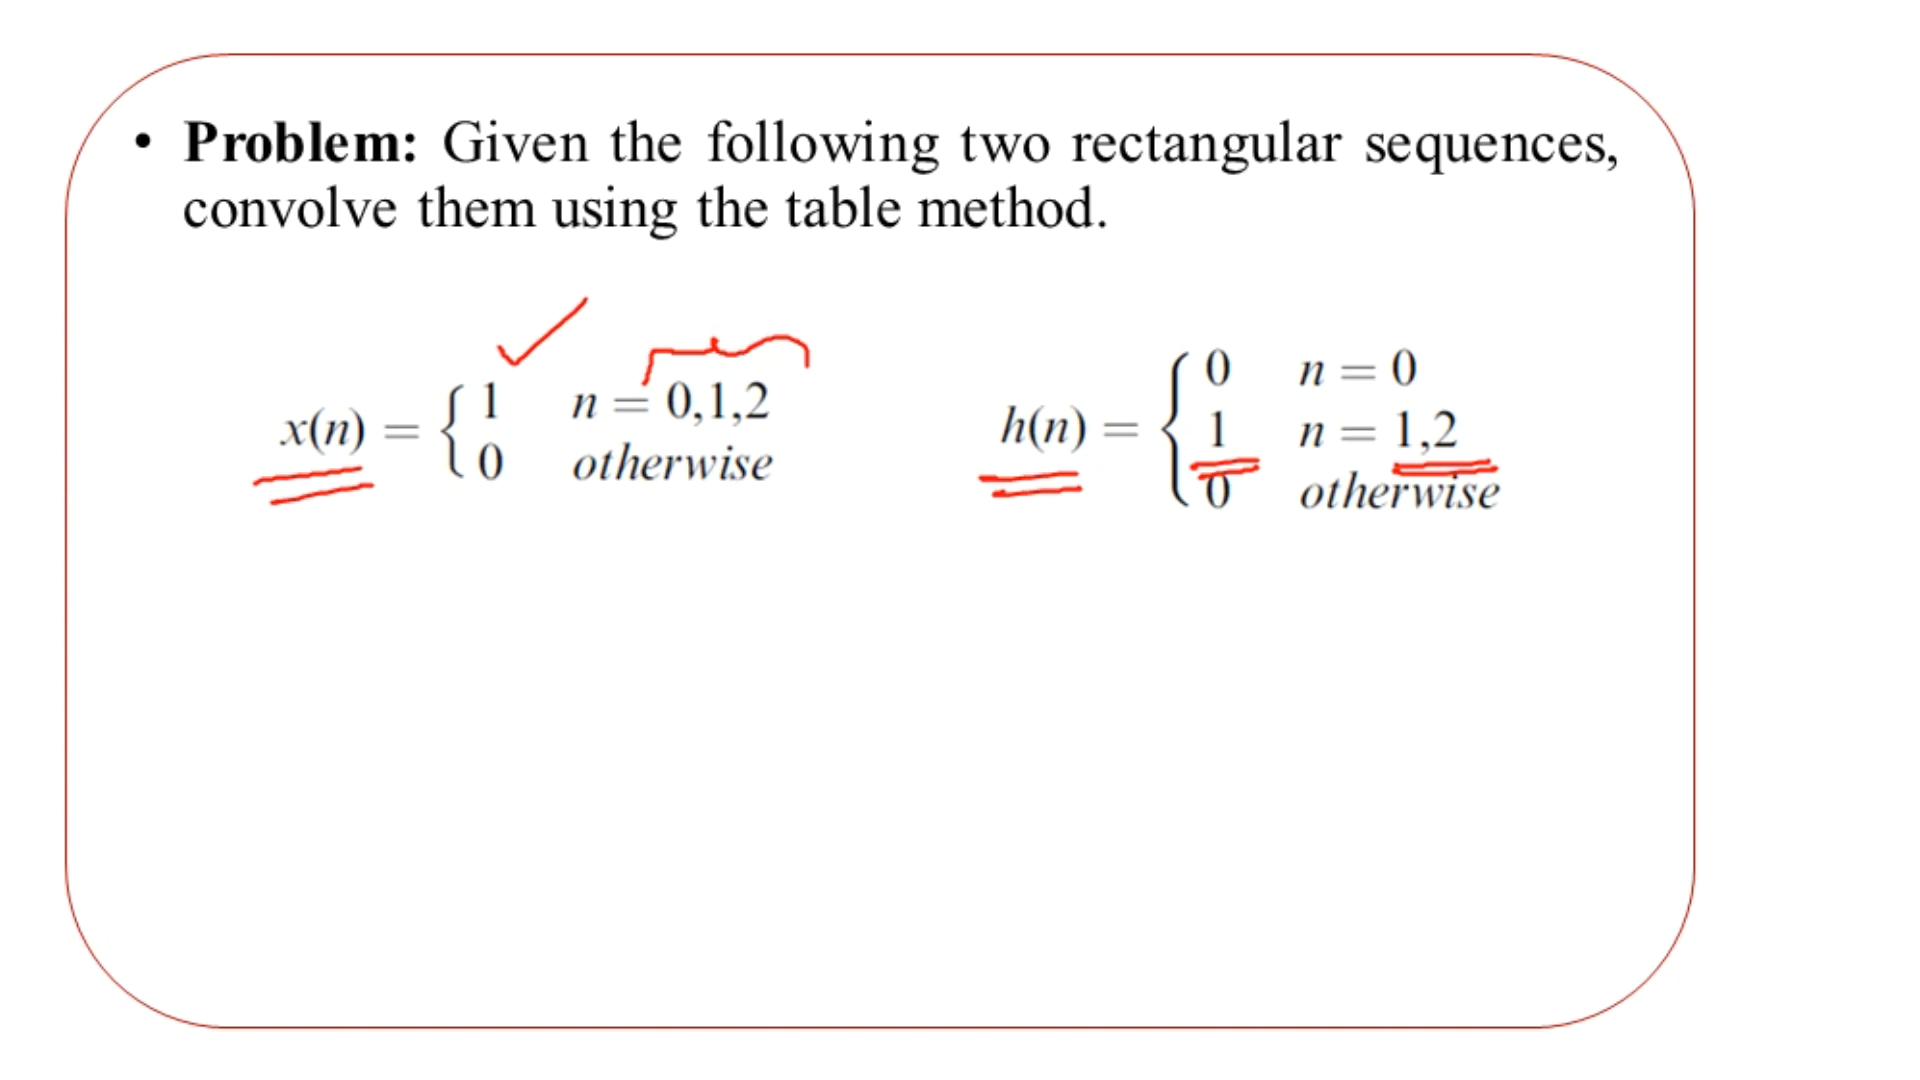 • Problem: Given the following two rectangular sequences,
convolve them using the table method.
x(n) = { 1 n = 0,1,2
0 otherwise
h(n) = { 0 n = 0
1 n = 1,2
0 otherwise